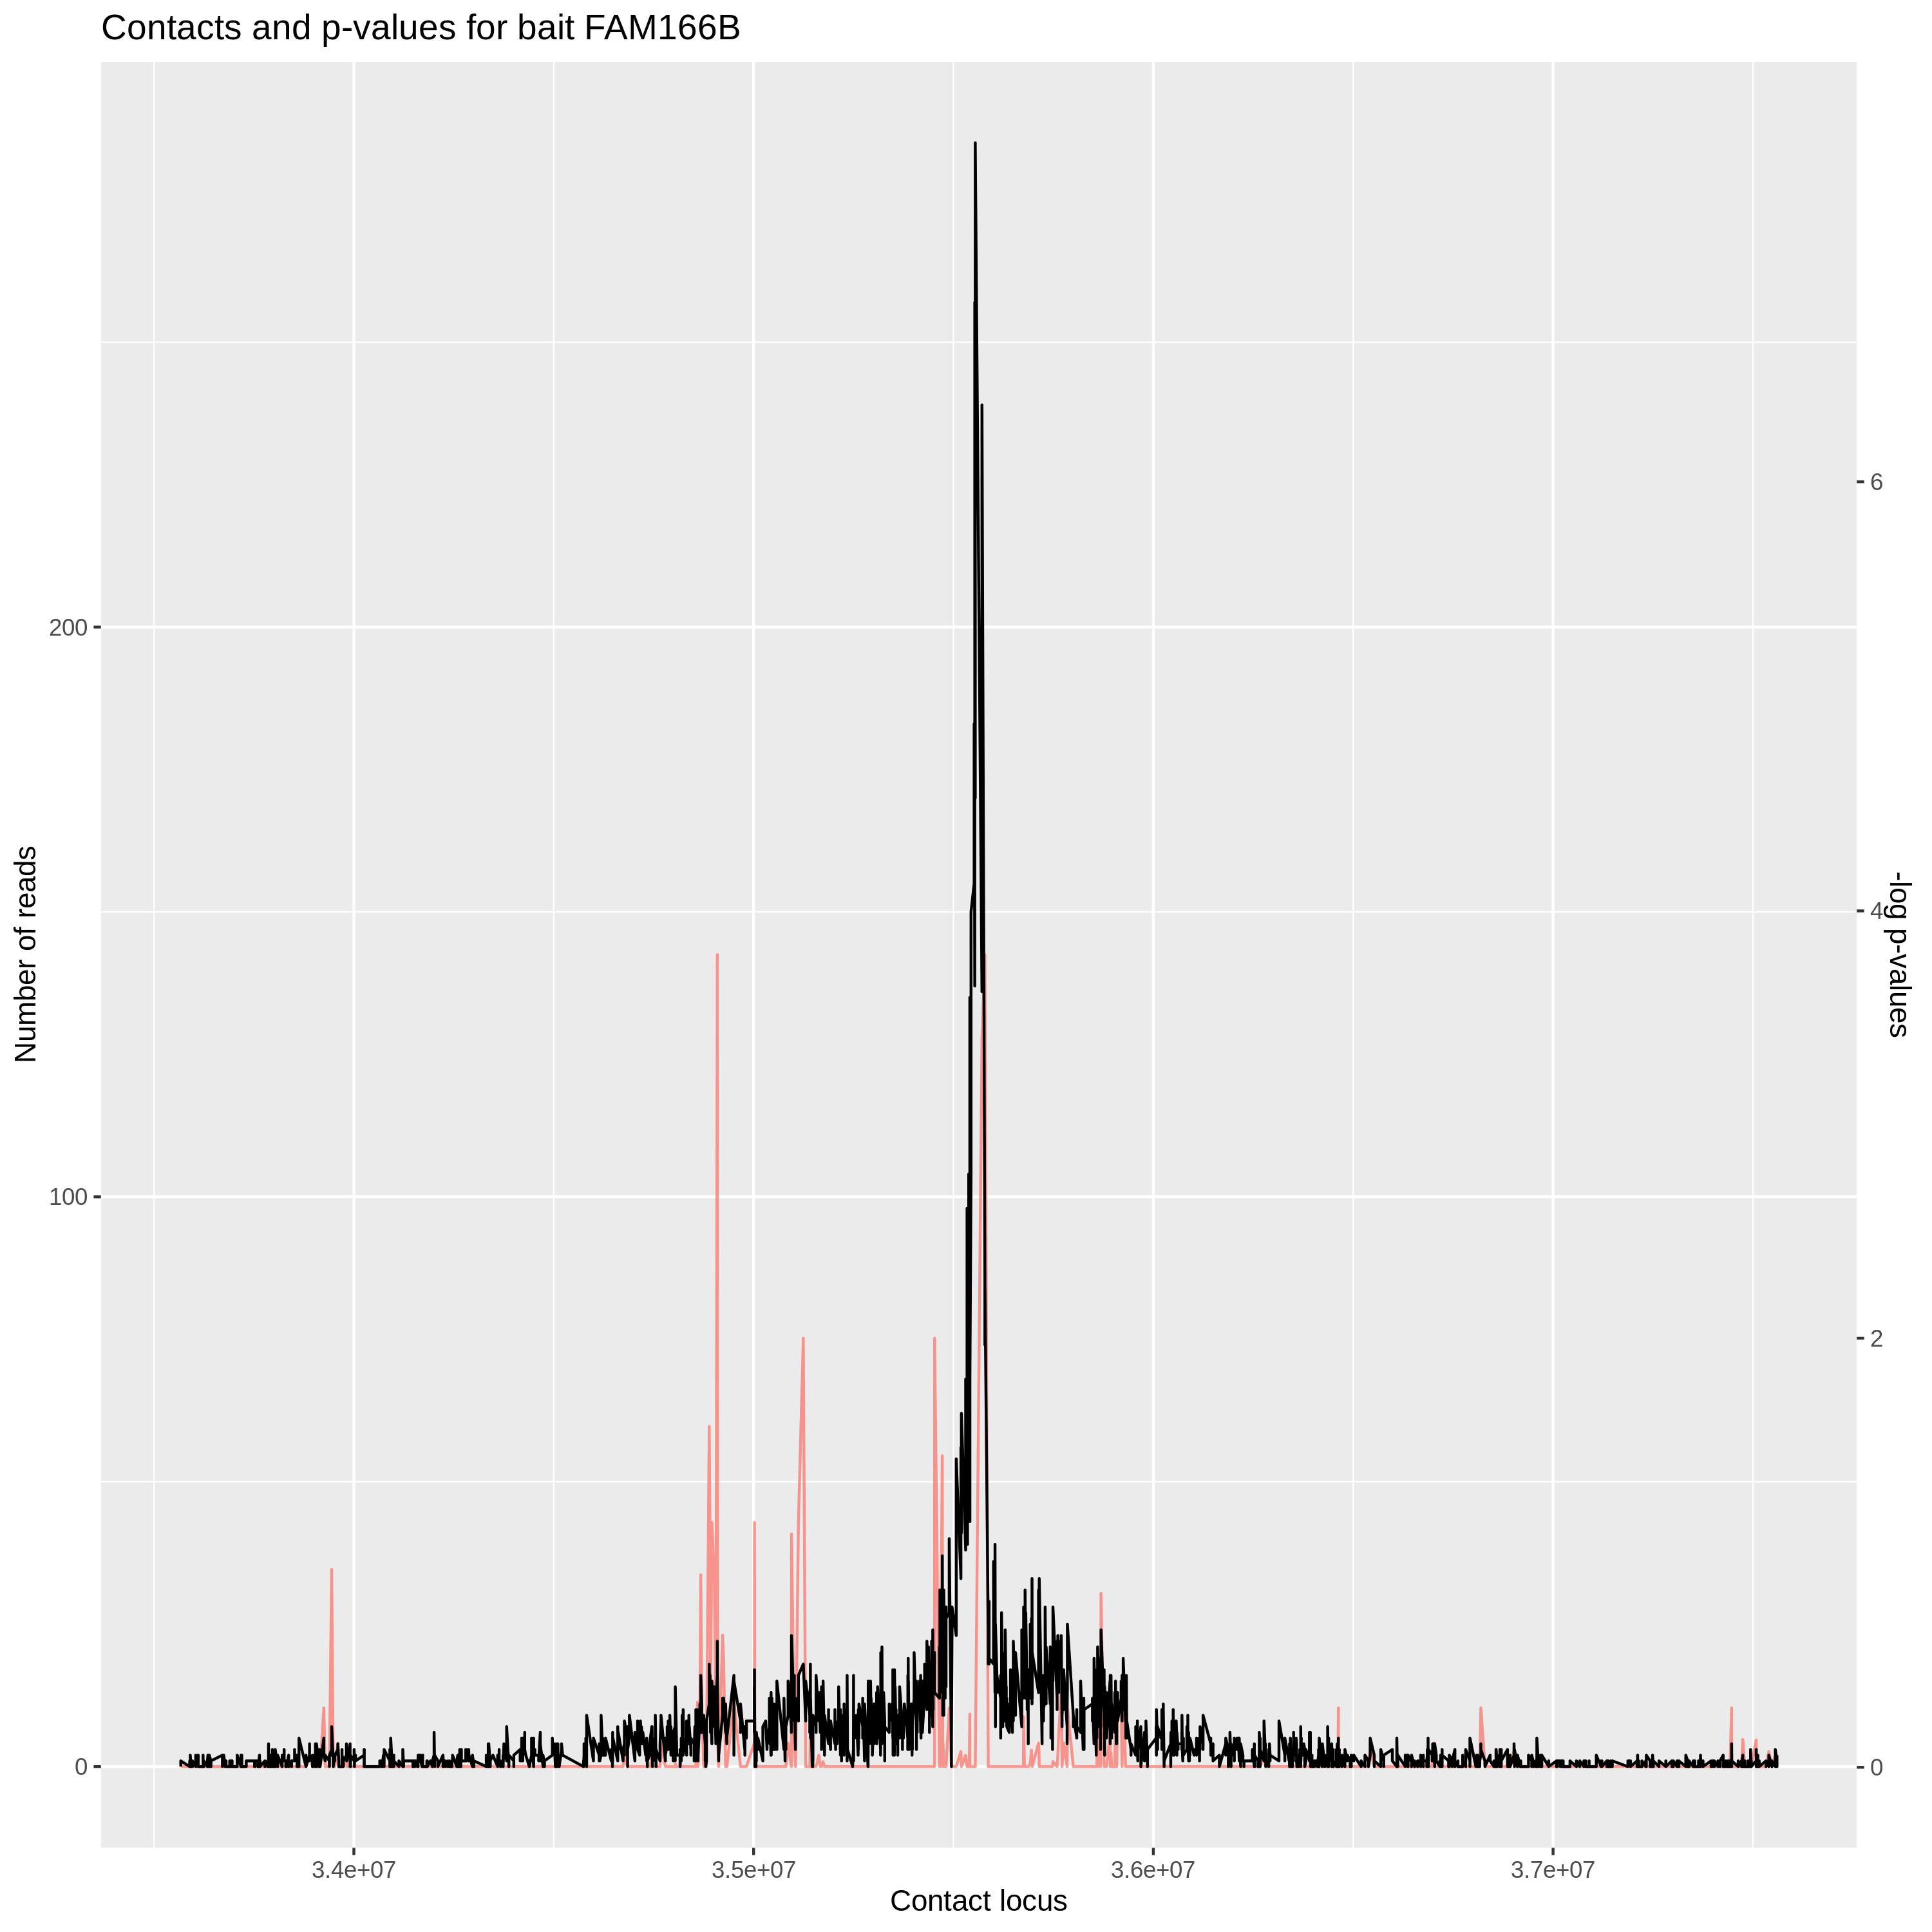 Contacts and p-values for bait FAM166B
Number of reads
200
100
0
6
4
2
0
-log p-values
3.4e+07 3.5e+07 3.6e+07 3.7e+07
Contact locus